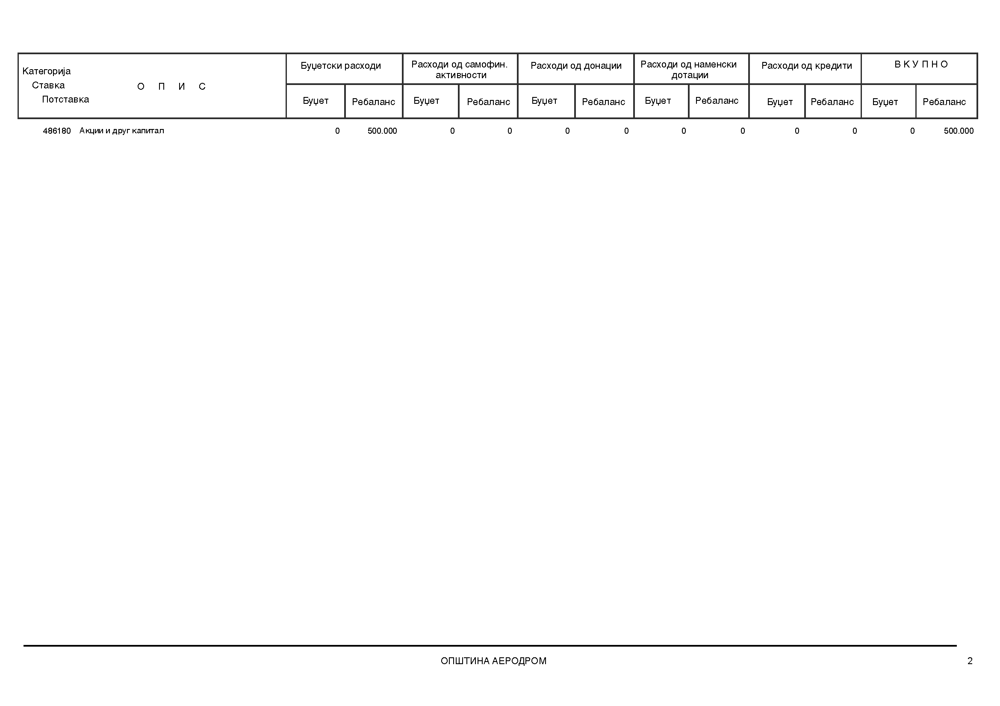 Категорија
Ставка
Потставка
О П И С
Буџетски расходи
Расходи од самофин.
активности
Расходи од донации
Расходи од наменски
дотации
Расходи од кредити
В К У П Н О
Буџет Ребаланс Буџет Ребаланс Буџет Ребаланс Буџет Ребаланс Буџет Ребаланс Буџет Ребаланс
486180 Акции и друг капитал 0 500.000 0 0 0 0 0 0 0 0 0 500.000
ОПШТИНА АЕРОДРОМ 2